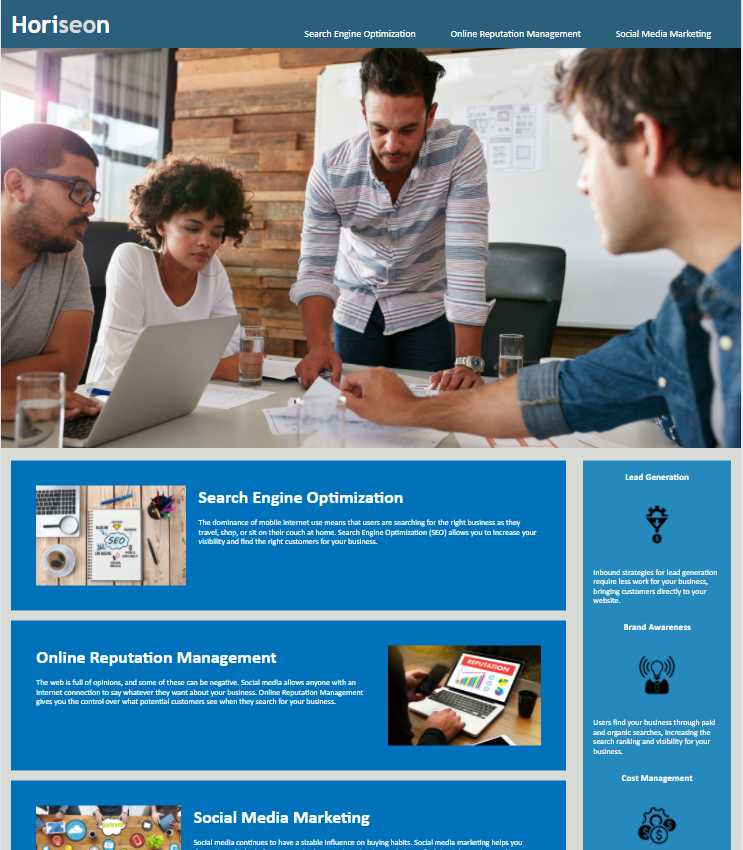 Horiseon
Search Engine Optimization
Online Reputation Management
Social Media Marketing
SEO
Search Engine Optimization
The dominance of mobile internet use means that users are searching for the right business as they
travel, shop, or sit on their couch at home. Search Engine Optimization (SEO) allows you to increase your
visibility and find the right customers for your business.
Online Reputation Management
The web is full of opinions, and some of these can be negative. Social media allows anyone with an
internet connection to say whatever they want about your business. Online Reputation Management
gives you the control over what potential customers see when they search for your business.
REPUTATION
Social Media Marketing
Social media continues to have a sizable influence on buying habits. Social media marketing helps you
Lead Generation
Inbound strategies for lead generation
require less work for your business,
bringing customers directly to your
website.
Brand Awareness
Users find your business through paid
and organic searches, increasing the
search ranking and visibility for your
business.
Cost Management